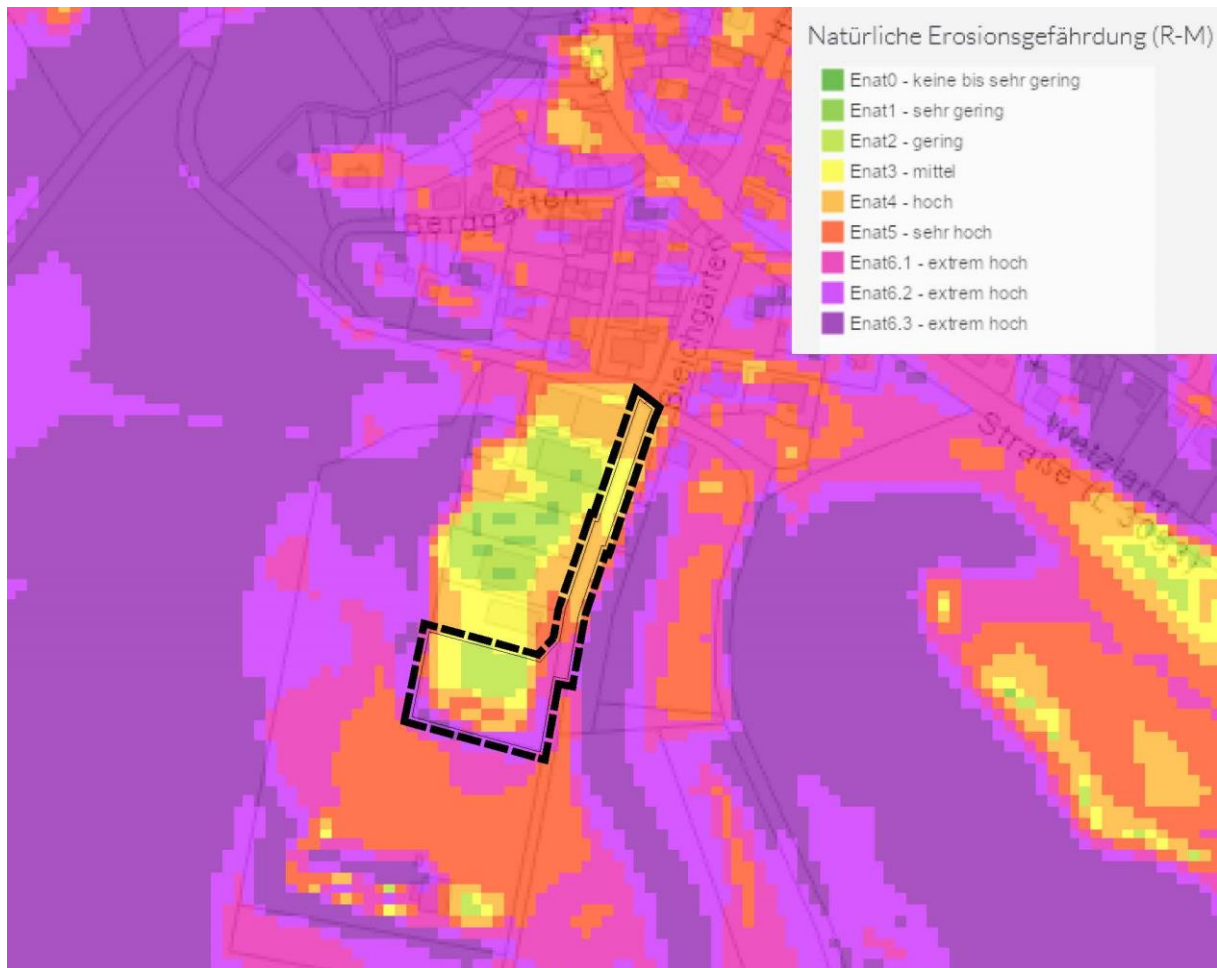 Natürliche Erosionsgefährdung (R-M)
Enat0 - keine bis sehr gering
Enat1 - sehr gering
Enat2 - gering
Enat3 - mittel
Enat4 - hoch
Enat5 - sehr hoch
Enat6.1 - extrem hoch
Enat6.2 - extrem hoch
Enat6.3 - extrem hoch
Berggärten
Bleichgärten
Wetzlarer
Straße (L 3053)